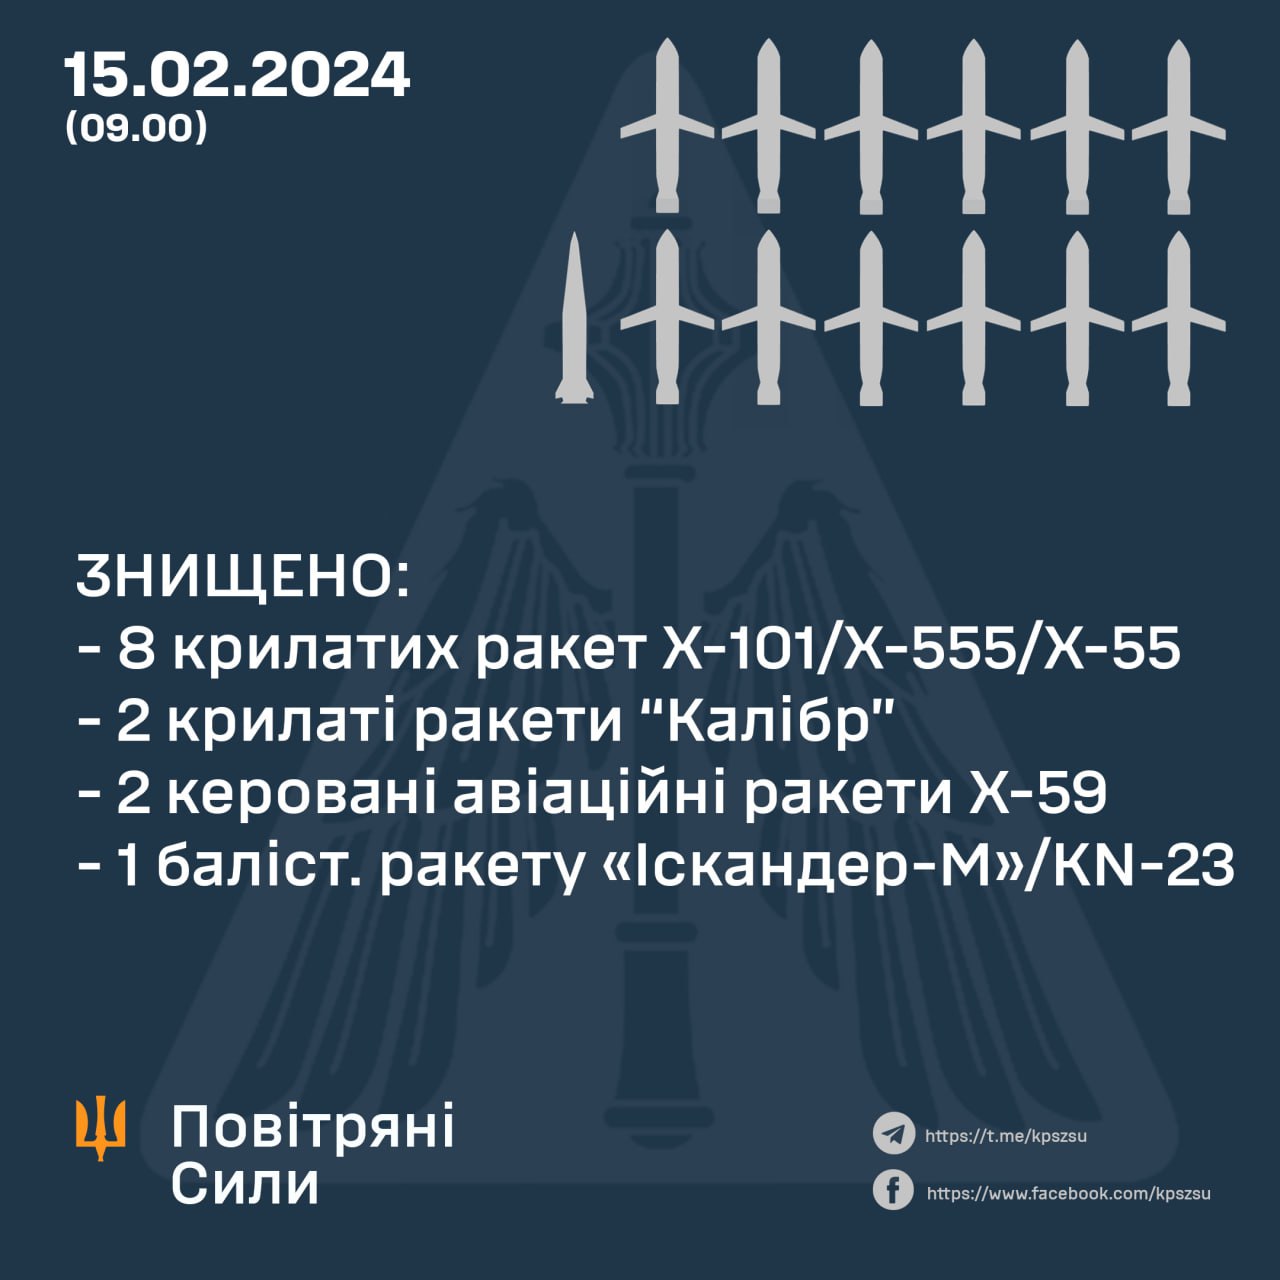 15.02.2024
(09.00)
ЗНИЩЕНО:
- 8 крилатих ракет Х-101/Х-555/Х-55
- 2 крилаті ракети “Калібр”
- 2 керовані авіаційні ракети Х-59
- 1 баліст. ракету «Іскандер-М»/KN-23
Повітряні
Сили
https://t.me/kpszsu
https://www.facebook.com/kpszsu